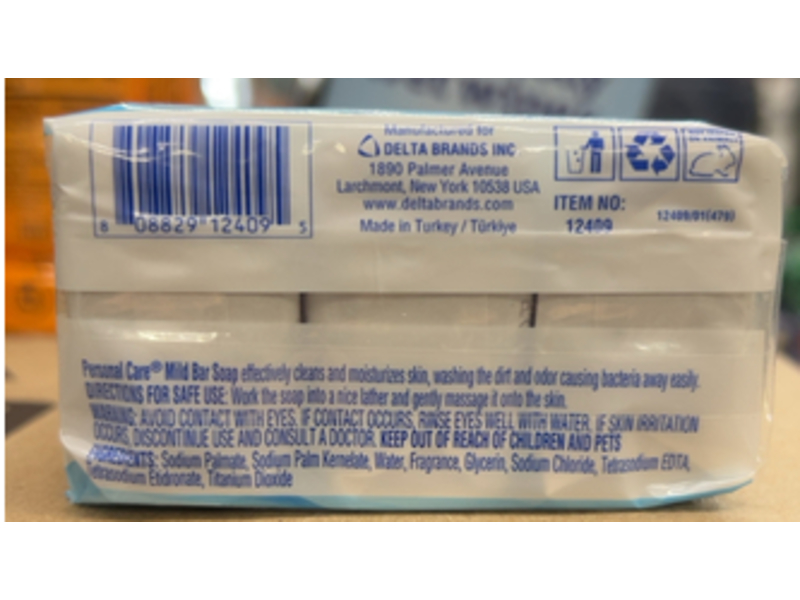 8 08829 12409 5
Manufactured for
DELTA BRANDS INC
1890 Palmer Avenue
Larchmont, New York 10538 USA
www.deltabrands.com
Made in Turkey / Türkiye
ITEM NO:
12409
12409/01(470)
Personal Care® Mild Bar Soap effectively cleans and moisturizes skin, washing the dirt and odor causing bacteria away easily.
DIRECTIONS FOR SAFE USE: Work the soap into a nice lather and gently massage it onto the skin.
WARNING: AVOID CONTACT WITH EYES. IF CONTACT OCCURS, RINSE EYES WELL WITH WATER. IF SKIN IRRITATION
OCCURS, DISCONTINUE USE AND CONSULT A DOCTOR. KEEP OUT OF REACH OF CHILDREN AND PETS
INGREDIENTS: Sodium Palmate, Sodium Palm Kernelate, Water, Fragrance, Glycerin, Sodium Chloride, Tetrasodium EDTA,
Tetrasodium Etidronate, Titanium Dioxide